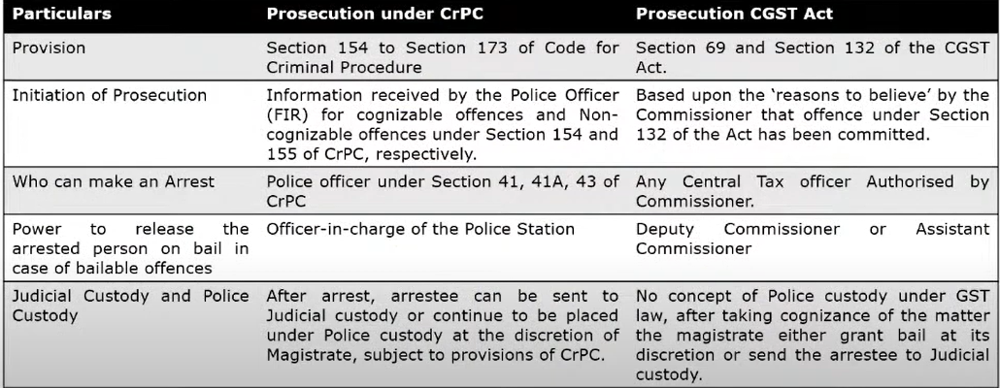 Particulars Prosecution under CrPC Prosecution CGST Act
Provision
Section 154 to Section 173 of Code for
Criminal Procedure
Section 69 and Section 132 of the CGST
Act.
Initiation of Prosecution
Information received by the Police Officer
(FIR) for cognizable offences and Non-
cognizable offences under Section 154 and
155 of CrPC, respectively.
Based upon the ‘reasons to believe’ by the
Commissioner that offence under Section
132 of the Act has been committed.
Who can make an Arrest
Police officer under Section 41, 41A, 43 of
CrPC
Any Central Tax officer Authorised by
Commissioner.
Power to release the
arrested person on bail in
case of bailable offences
Officer-in-charge of the Police Station
Deputy Commissioner or Assistant
Commissioner
Judicial Custody and Police
Custody
After arrest, arrestee can be sent to
Judicial custody or continue to be placed
under Police custody at the discretion of
Magistrate, subject to provisions of CrPC.
No concept of Police custody under GST
law, after taking cognizance of the matter
the magistrate either grant bail at its
discretion or send the arrestee to Judicial
custody.